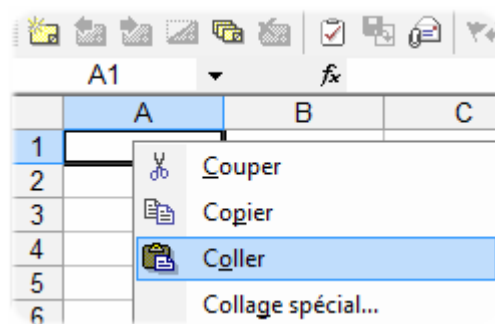 A1 fx
A B C
1
Couper
2
3 Copier
4 Coller
5
6 Collage spécial...